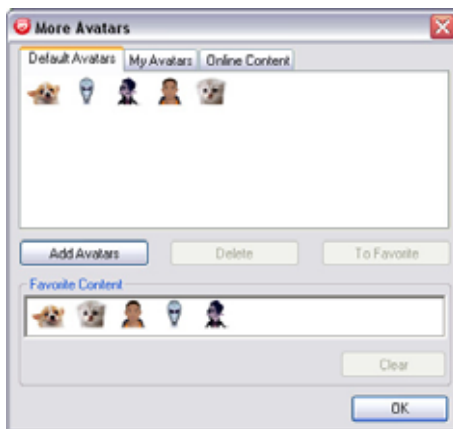 More Avatars
Default Avatars My Avatars Online Content
Add Avatars Delete To Favorite
Favorite Content
Clear
OK